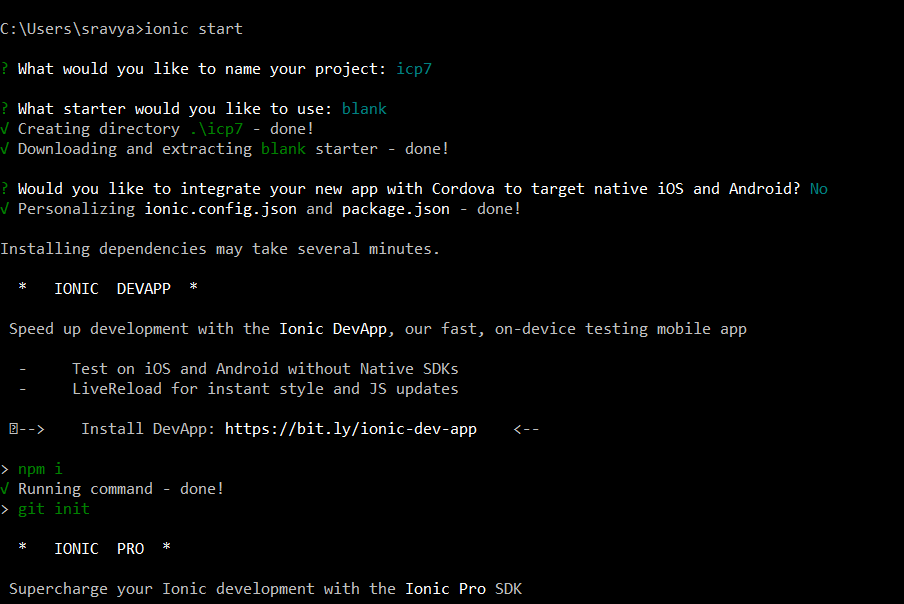 C:\Users\sravya>ionic start
? What would you like to name your project: icp7
? What starter would you like to use: blank
√ Creating directory .\icp7 - done!
√ Downloading and extracting blank starter - done!
? Would you like to integrate your new app with Cordova to target native iOS and Android? No
√ Personalizing ionic.config.json and package.json - done!
Installing dependencies may take several minutes.
* IONIC DEVAPP *
Speed up development with the Ionic DevApp, our fast, on-device testing mobile app
- Test on iOS and Android without Native SDKs
- LiveReload for instant style and JS updates
--> Install DevApp: https://bit.ly/ionic-dev-app <--
> npm i
√ Running command - done!
> git init
* IONIC PRO *
Supercharge your Ionic development with the Ionic Pro SDK